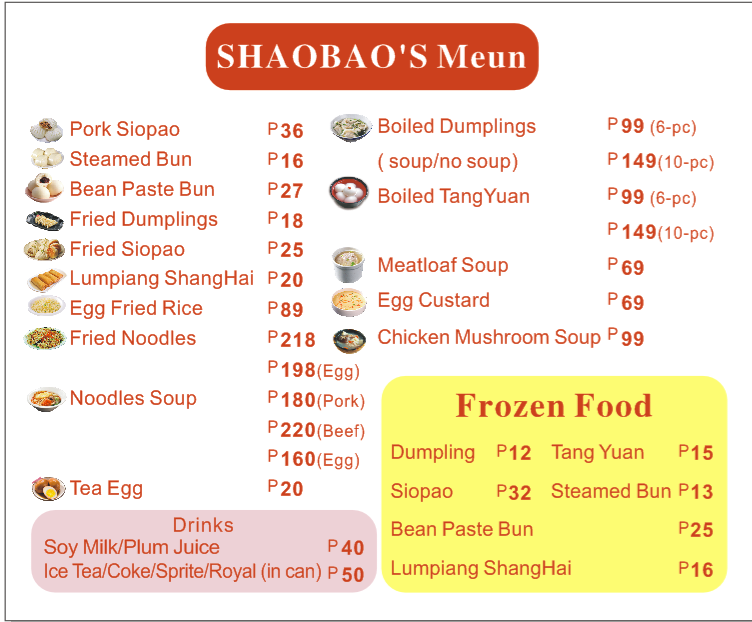 SHAOBAO'S Meun
Pork Siopao P36
Steamed Bun P16
Bean Paste Bun P27
Fried Dumplings P18
Fried Siopao P25
Lumpiang ShangHai P20
Egg Fried Rice P89
Fried Noodles P218
P198(Egg)
Noodles Soup P180(Pork)
P220(Beef)
P160(Egg)
Tea Egg P20
Boiled Dumplings P99 (6-pc)
( soup/no soup) P149(10-pc)
Boiled TangYuan P99 (6-pc)
P149(10-pc)
Meatloaf Soup P69
Egg Custard P69
Chicken Mushroom Soup P99
Drinks
Soy Milk/Plum Juice P40
Ice Tea/Coke/Sprite/Royal (in can) P50
Frozen Food
Dumpling P12 Tang Yuan P15
Siopao P32 Steamed Bun P13
Bean Paste Bun P25
Lumpiang ShangHai P16